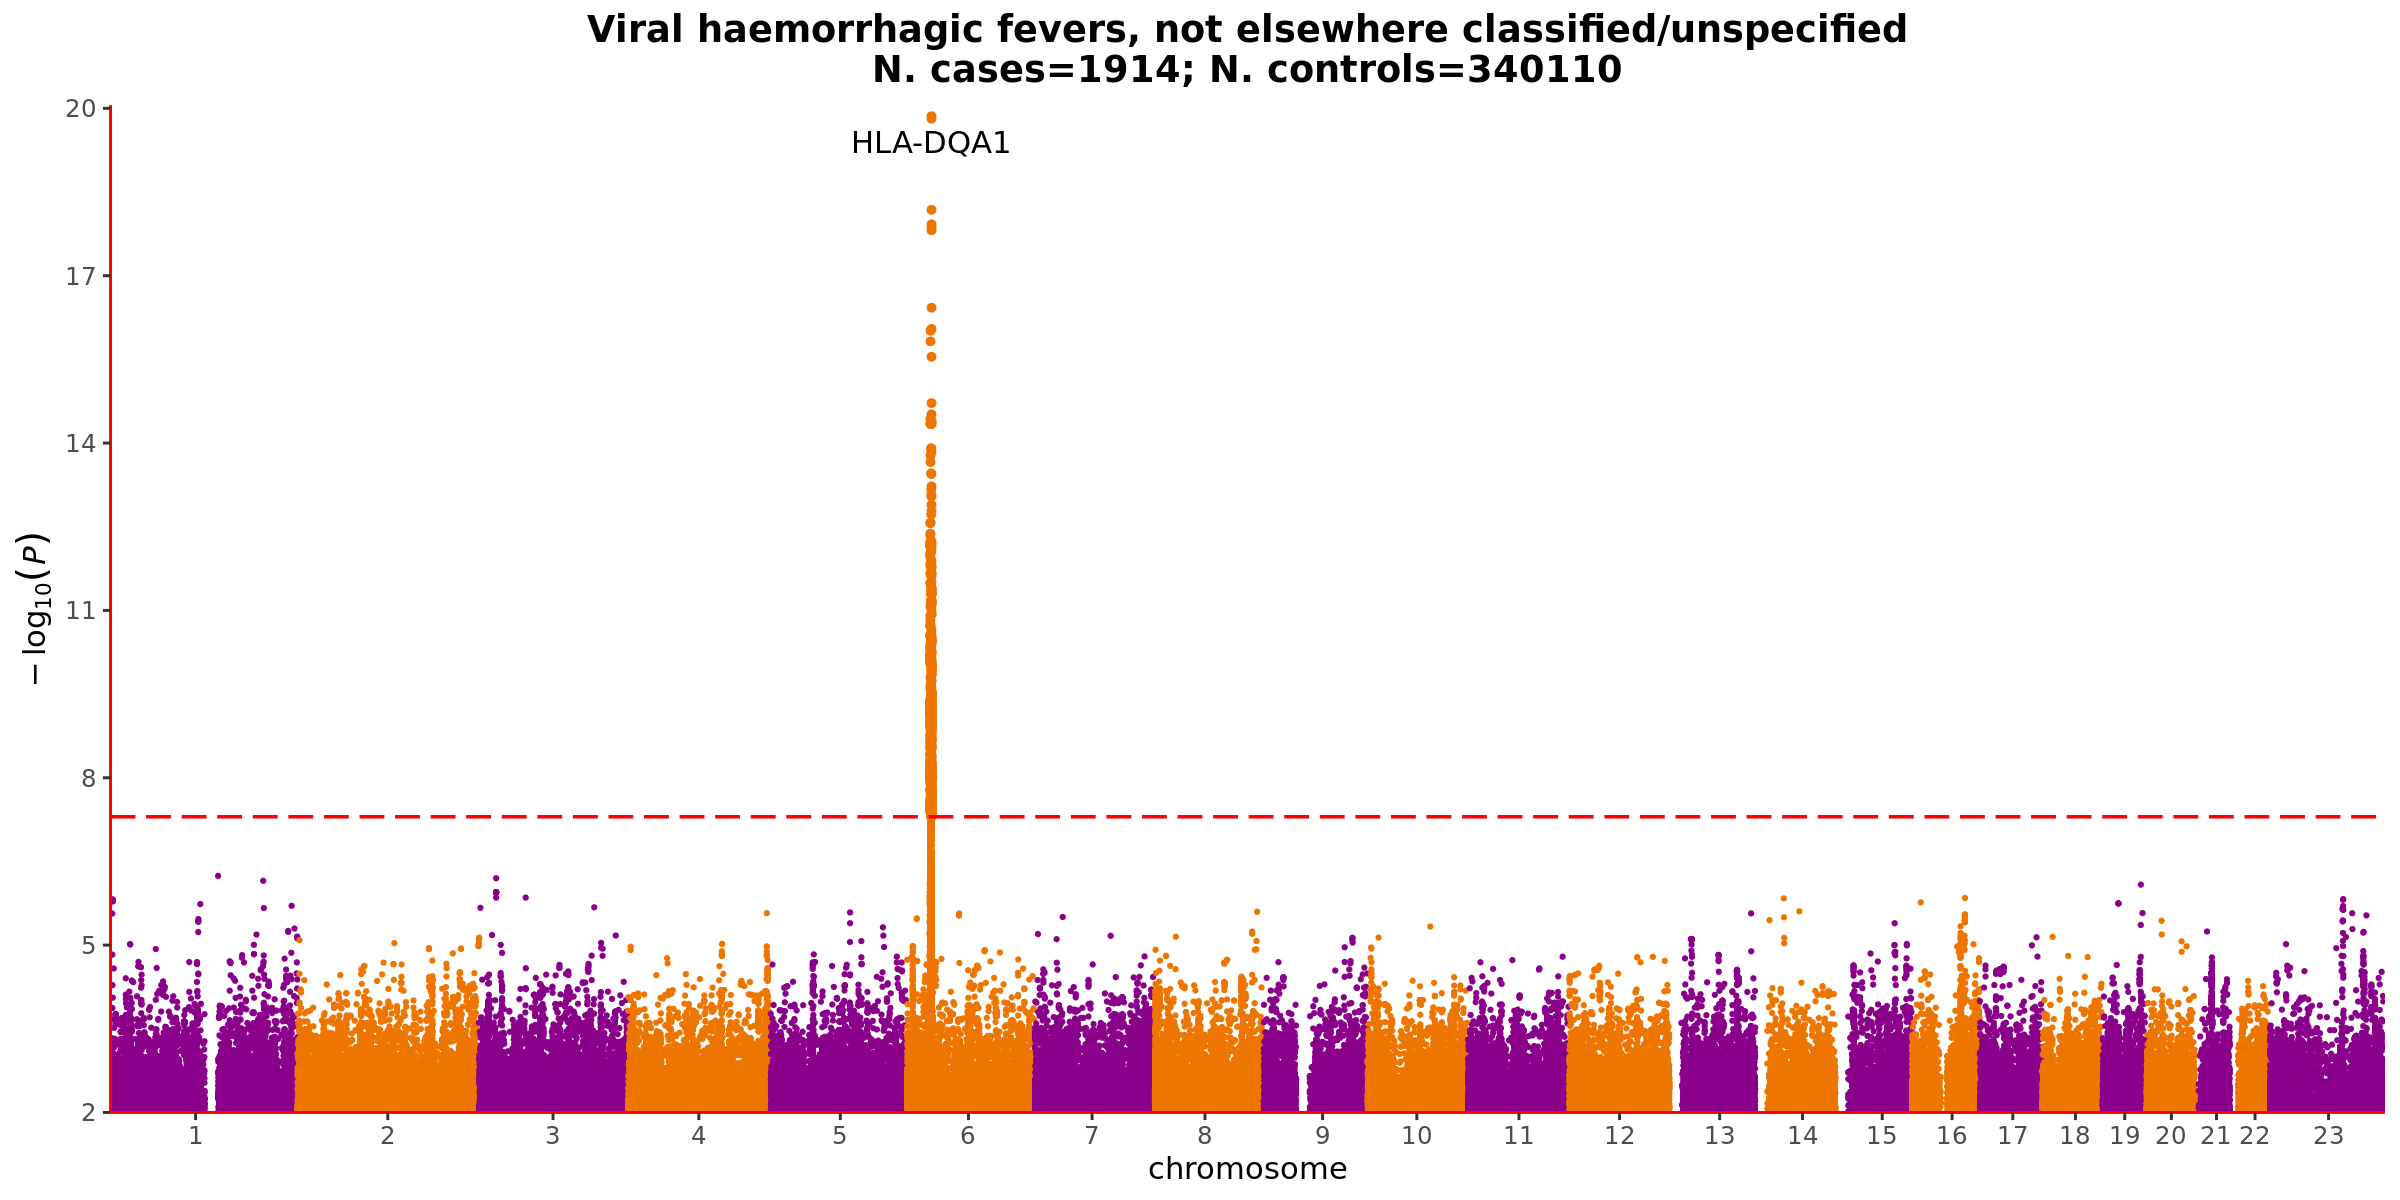 Viral haemorrhagic fevers, not elsewhere classified/unspecified
N. cases=1914; N. controls=340110
20
HLA-DQA1
17
14
11
8
5
2
−log₁₀(P)
1 2 3 4 5 6 7 8 9 10 11 12 13 14 15 16 17 18 19 20 21 22 23
chromosome